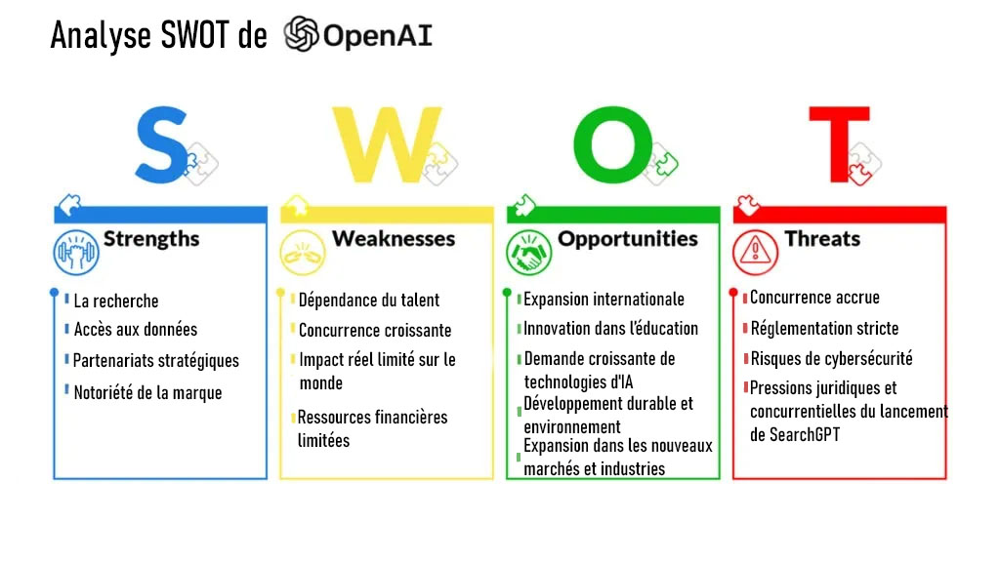 Analyse SWOT de OpenAI
S
W
O
T
Strengths
La recherche
Accès aux données
Partenariats stratégiques
Notoriété de la marque
Weaknesses
Dépendance du talent
Concurrence croissante
Impact réel limité sur le
monde
Ressources financières
limitées
Opportunities
Expansion internationale
Innovation dans l'éducation
Demande croissante de
technologies d'IA
Développement durable et
environnement
Expansion dans les nouveaux
marchés et industries
Threats
Concurrence accrue
Réglementation stricte
Risques de cybersécurité
Pressions juridiques et
concurrentielles du lancement
de SearchGPT